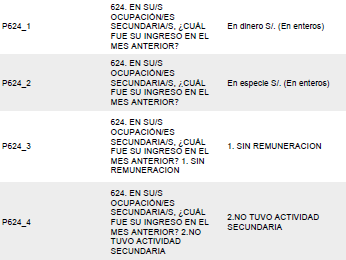 P624_1
624. EN SU/S
OCUPACIÓN/ES
SECUNDARIA/S, ¿CUÁL
FUE SU INGRESO EN EL
MES ANTERIOR?
En dinero S/. (En enteros)
P624_2
624. EN SU/S
OCUPACIÓN/ES
SECUNDARIA/S, ¿CUÁL
FUE SU INGRESO EN EL
MES ANTERIOR?
En especie S/. (En enteros)
P624_3
624. EN SU/S
OCUPACIÓN/ES
SECUNDARIA/S, ¿CUÁL
FUE SU INGRESO EN EL
MES ANTERIOR? 1. SIN
REMUNERACION
1. SIN REMUNERACION
P624_4
624. EN SU/S
OCUPACIÓN/ES
SECUNDARIA/S, ¿CUÁL
FUE SU INGRESO EN EL
MES ANTERIOR? 2.NO
TUVO ACTIVIDAD
SECUNDARIA
2.NO TUVO ACTIVIDAD
SECUNDARIA